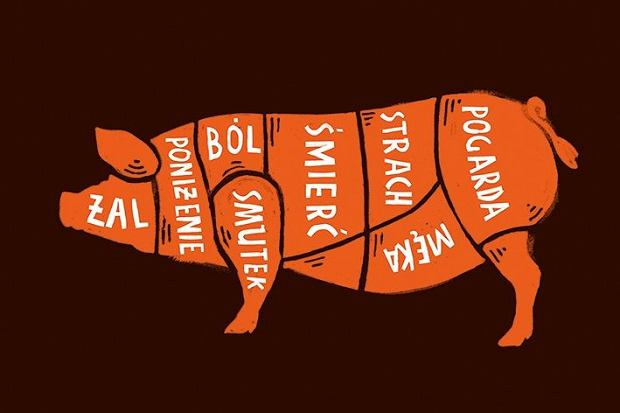 ŻAL
PONIŻENIE
BÓL
SMUTEK
ŚMIERĆ
STRACH
MĘKA
POGARDA